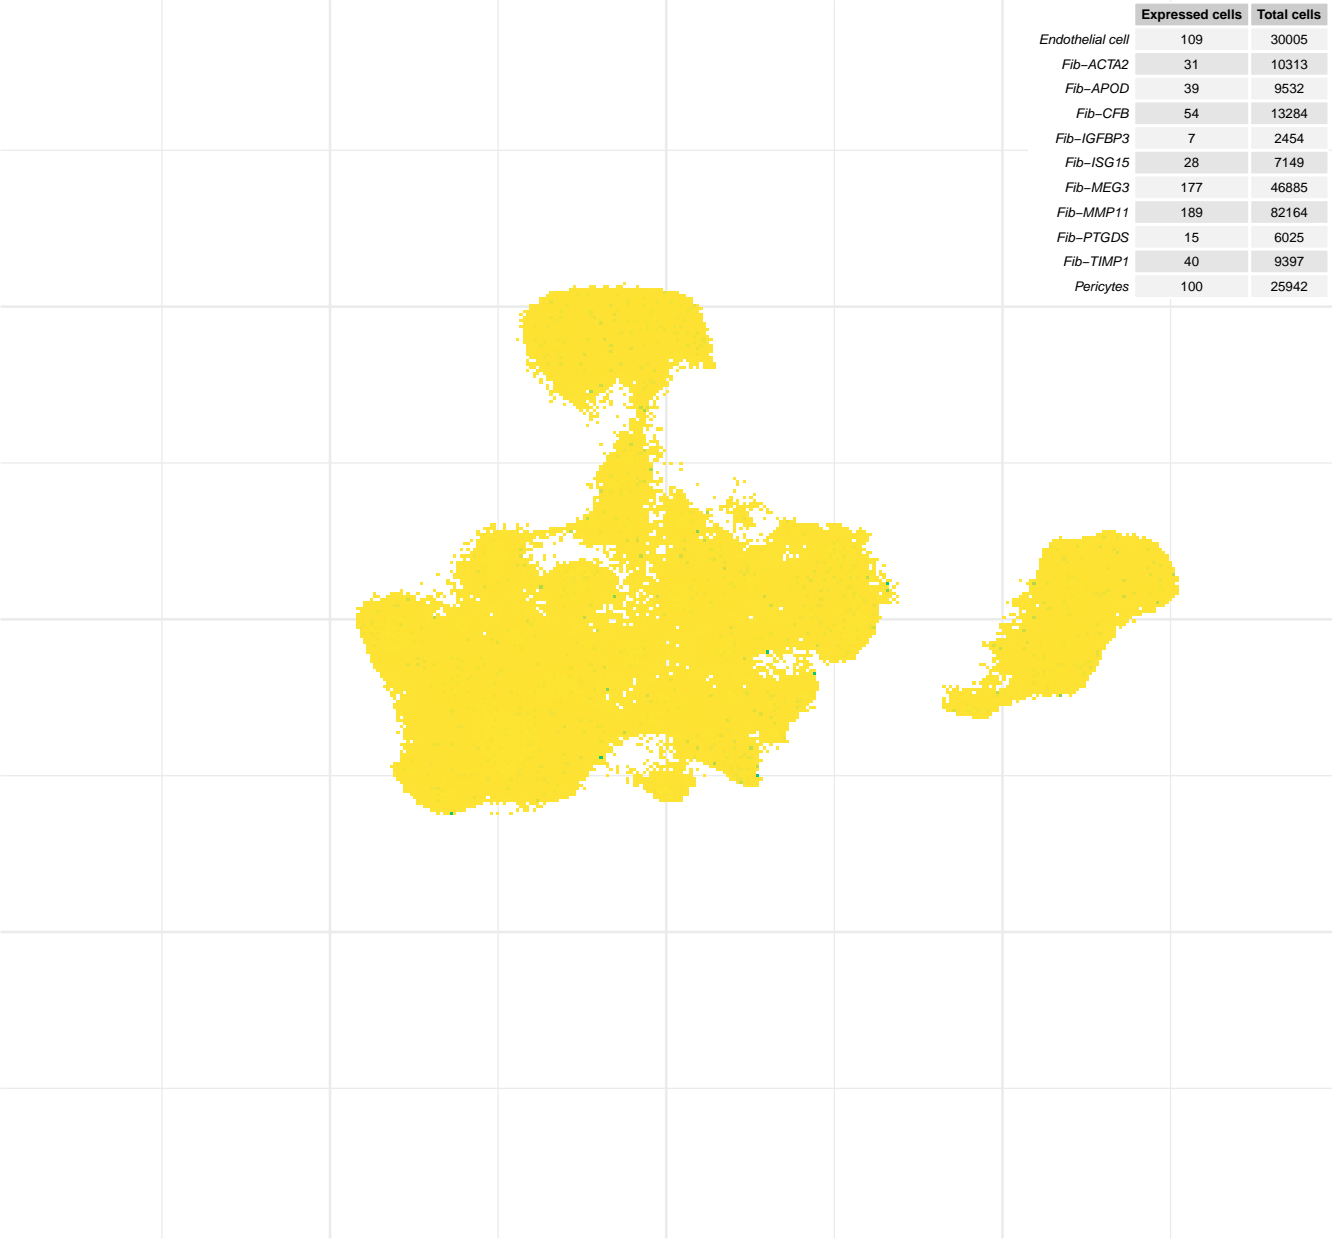 Expressed cells Total cells
Endothelial cell 109 30005
Fib−ACTA2 31 10313
Fib−APOD 39 9532
Fib−CFB 54 13284
Fib−IGFBP3 7 2454
Fib−ISG15 28 7149
Fib−MEG3 177 46885
Fib−MMP11 189 82164
Fib−PTGDS 15 6025
Fib−TIMP1 40 9397
Pericytes 100 25942